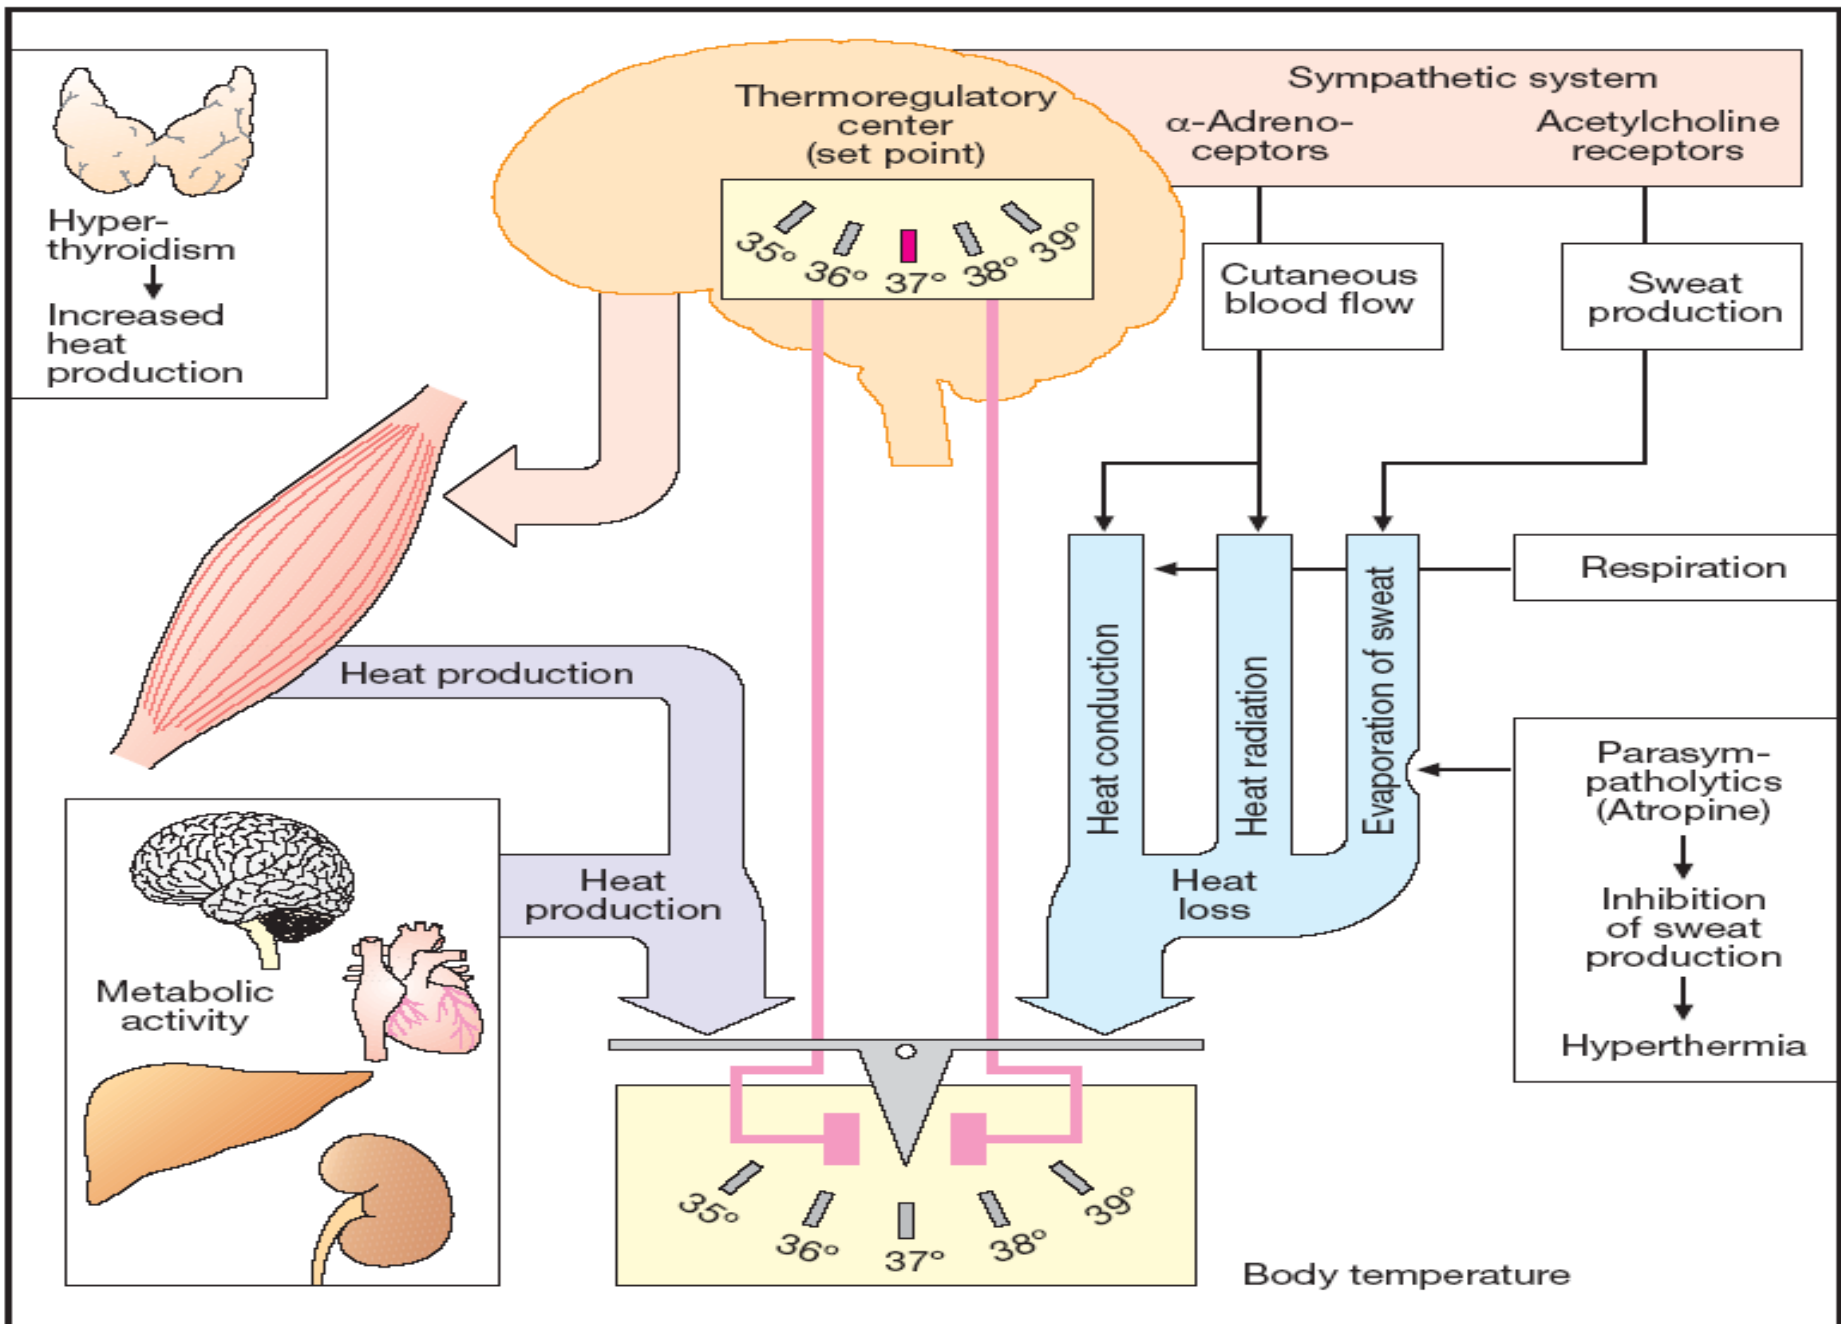 Thermoregulatory
center
(set point)
35°
36°
37°
38°
39°
Sympathetic system
α-Adreno-
ceptors
Acetylcholine
receptors
Hyper-
thyroidism
Increased
heat
production
Cutaneous
blood flow
Sweat
production
Respiration
Heat conduction
Heat radiation
Evaporation of sweat
Heat production
Parasym-
patholytics
(Atropine)
Inhibition
of sweat
production
Hyperthermia
Heat
production
Heat
loss
Metabolic
activity
35°
36°
37°
38°
39°
Body temperature